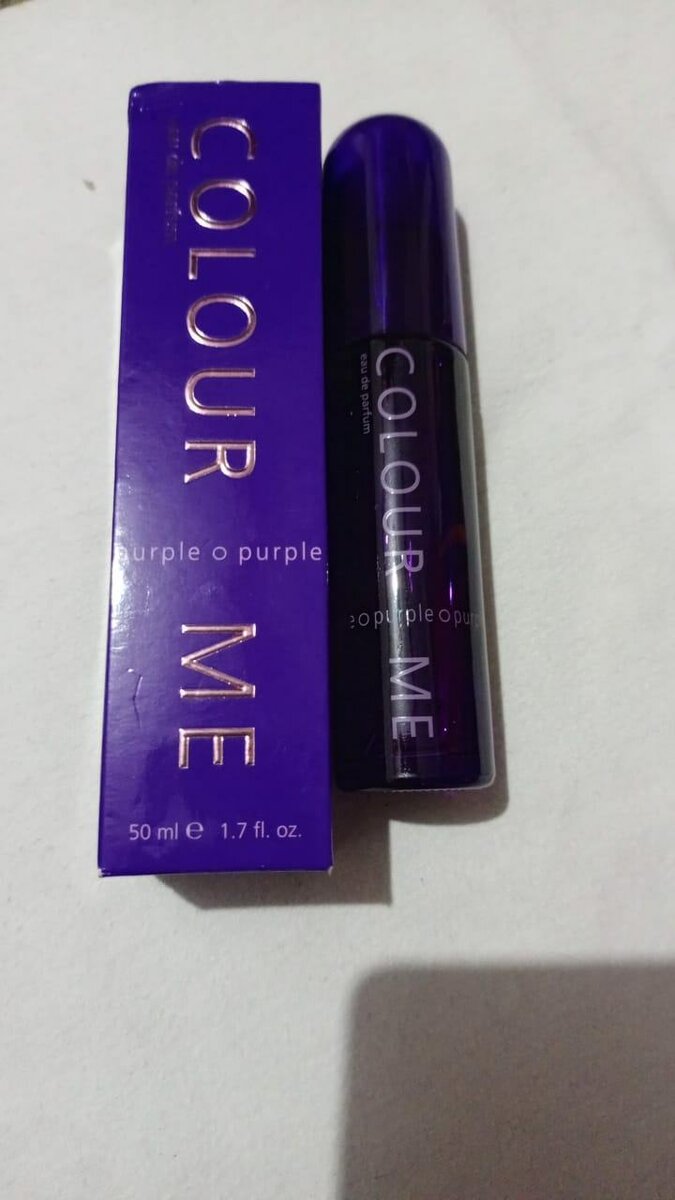 COLOUR ME
eau de parfum
urple o purple
50 ml e 1.7 fl. oz.
COLOUR ME
eau de parfum
e o purple o purp